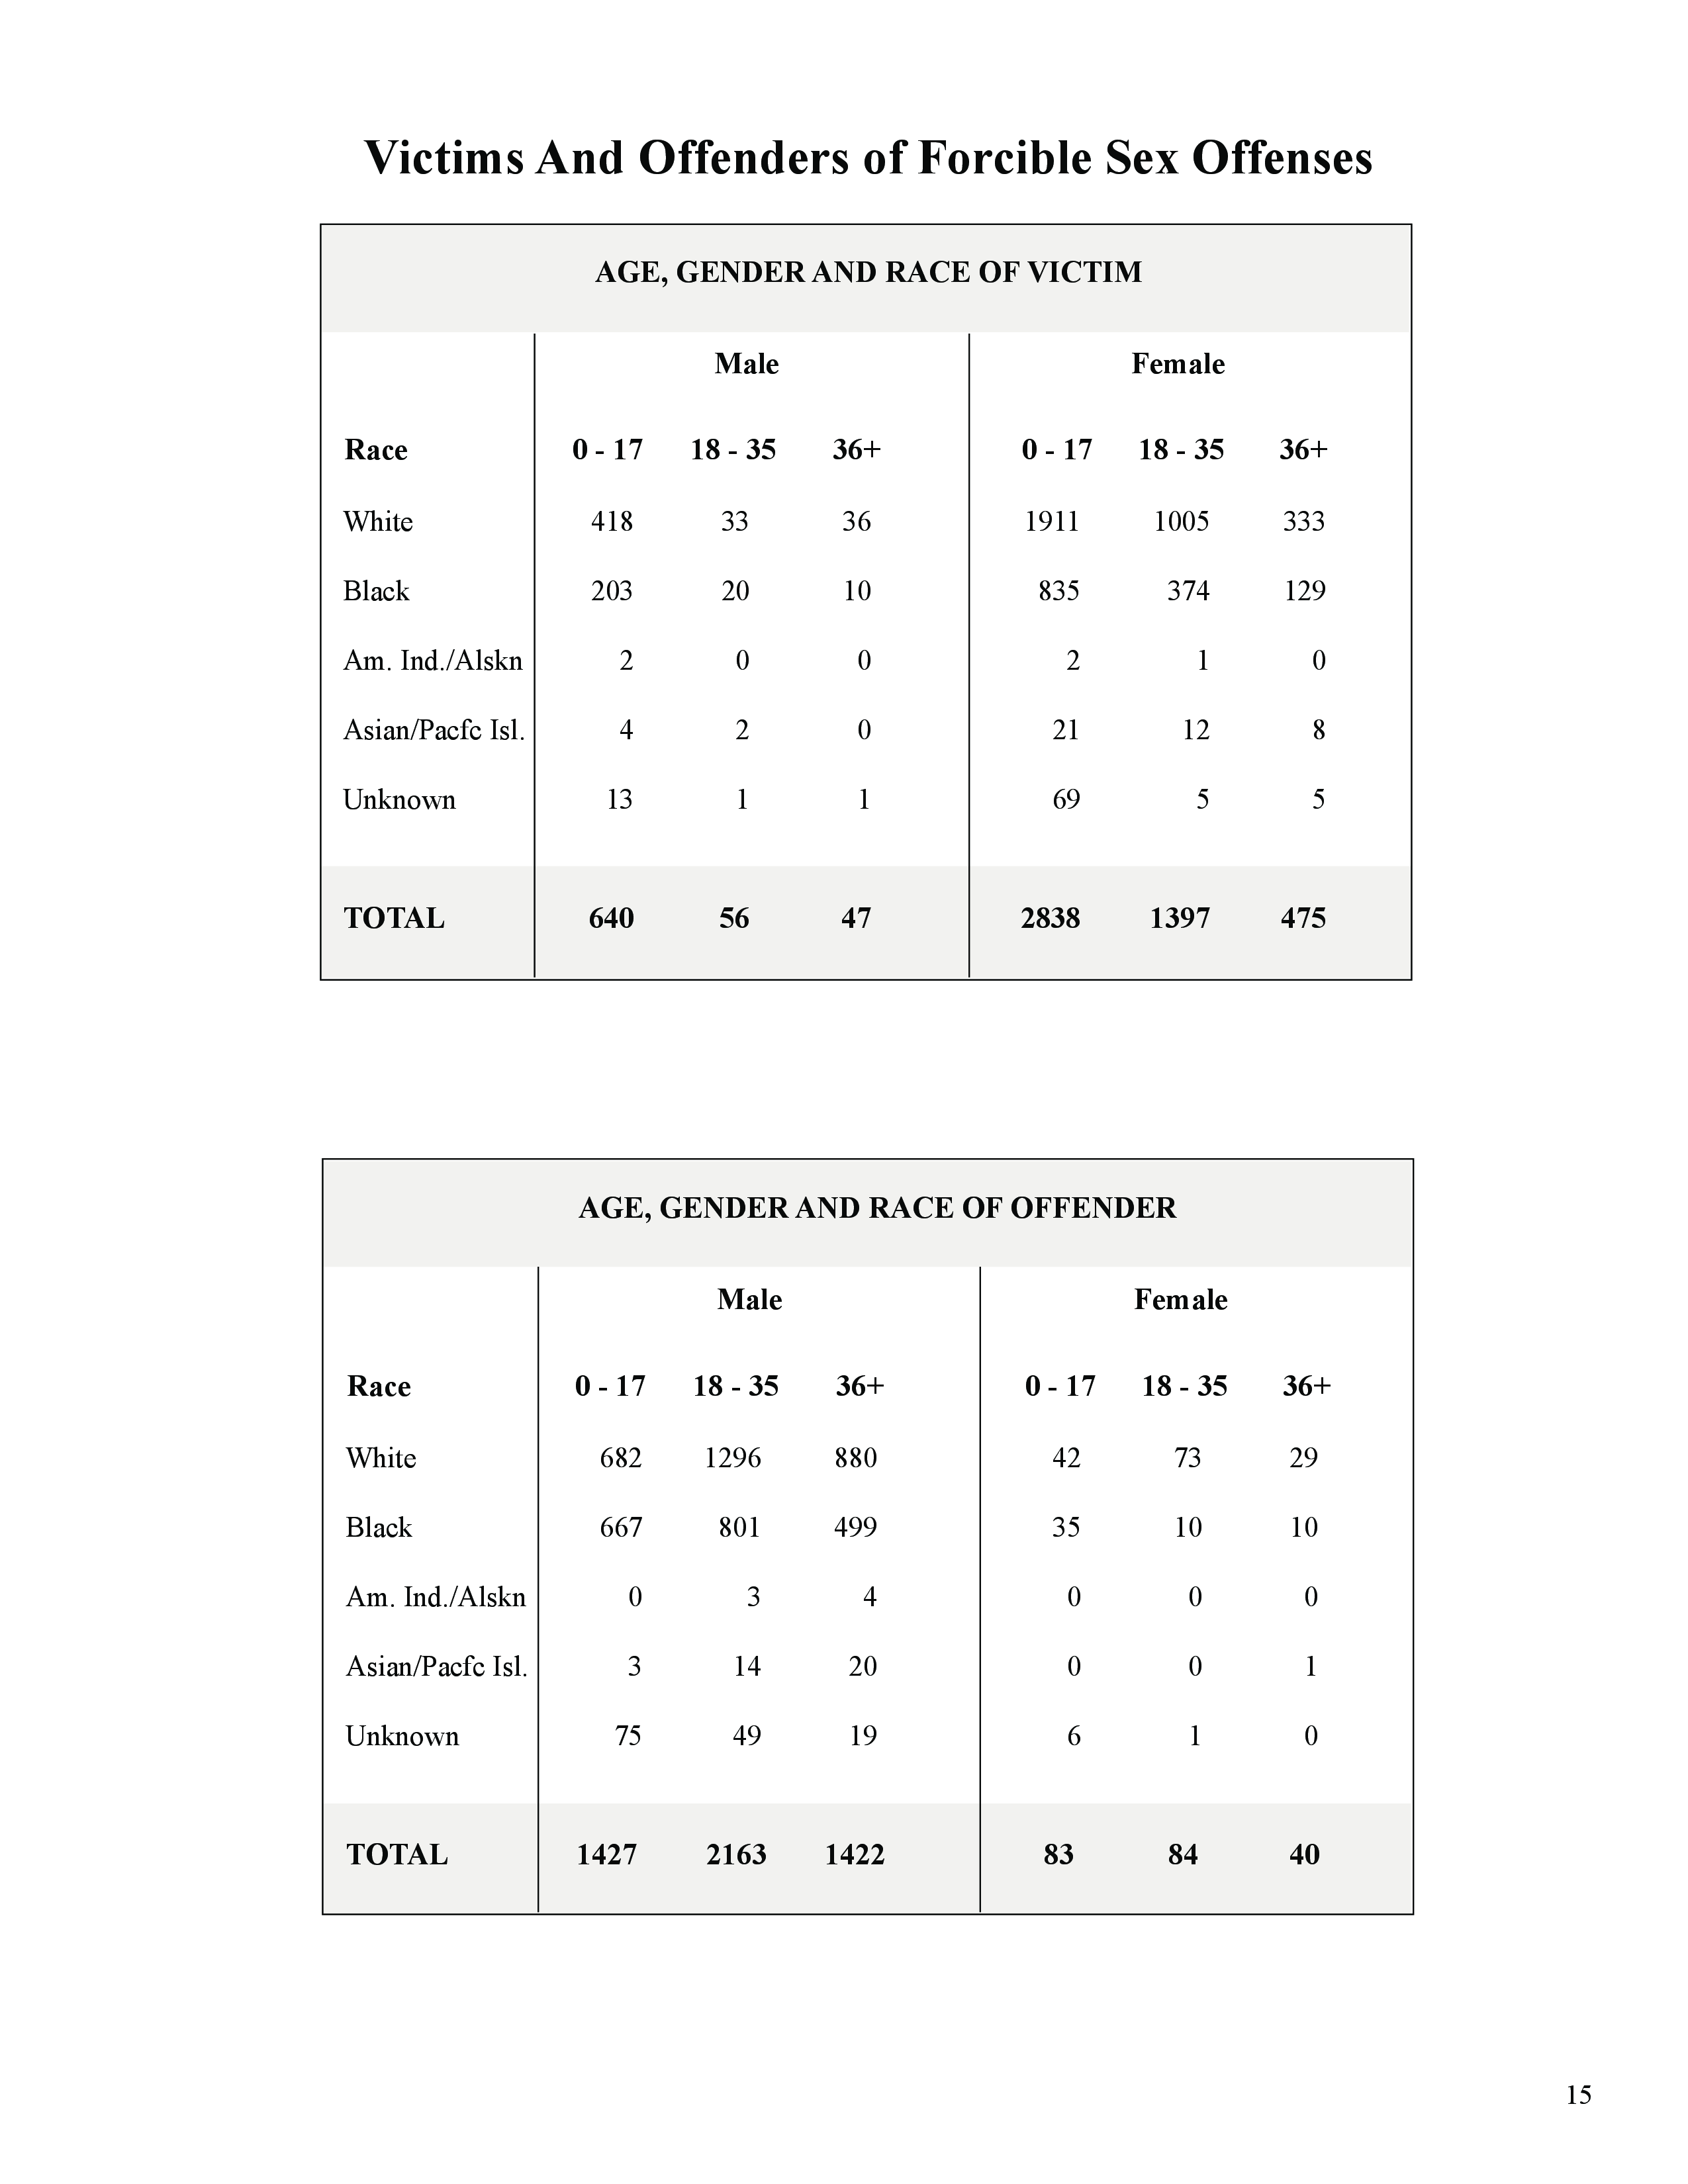 Victims And Offenders of Forcible Sex Offenses
AGE, GENDER AND RACE OF VICTIM
Male Female
Race 0 - 17 18 - 35 36+ 0 - 17 18 - 35 36+
White 418 33 36 1911 1005 333
Black 203 20 10 835 374 129
Am. Ind./Alskn 2 0 0 2 1 0
Asian/Pacfc Isl. 4 2 0 21 12 8
Unknown 13 1 1 69 5 5
TOTAL 640 56 47 2838 1397 475
AGE, GENDER AND RACE OF OFFENDER
Male Female
Race 0 - 17 18 - 35 36+ 0 - 17 18 - 35 36+
White 682 1296 880 42 73 29
Black 667 801 499 35 10 10
Am. Ind./Alskn 0 3 4 0 0 0
Asian/Pacfc Isl. 3 14 20 0 0 1
Unknown 75 49 19 6 1 0
TOTAL 1427 2163 1422 83 84 40
15